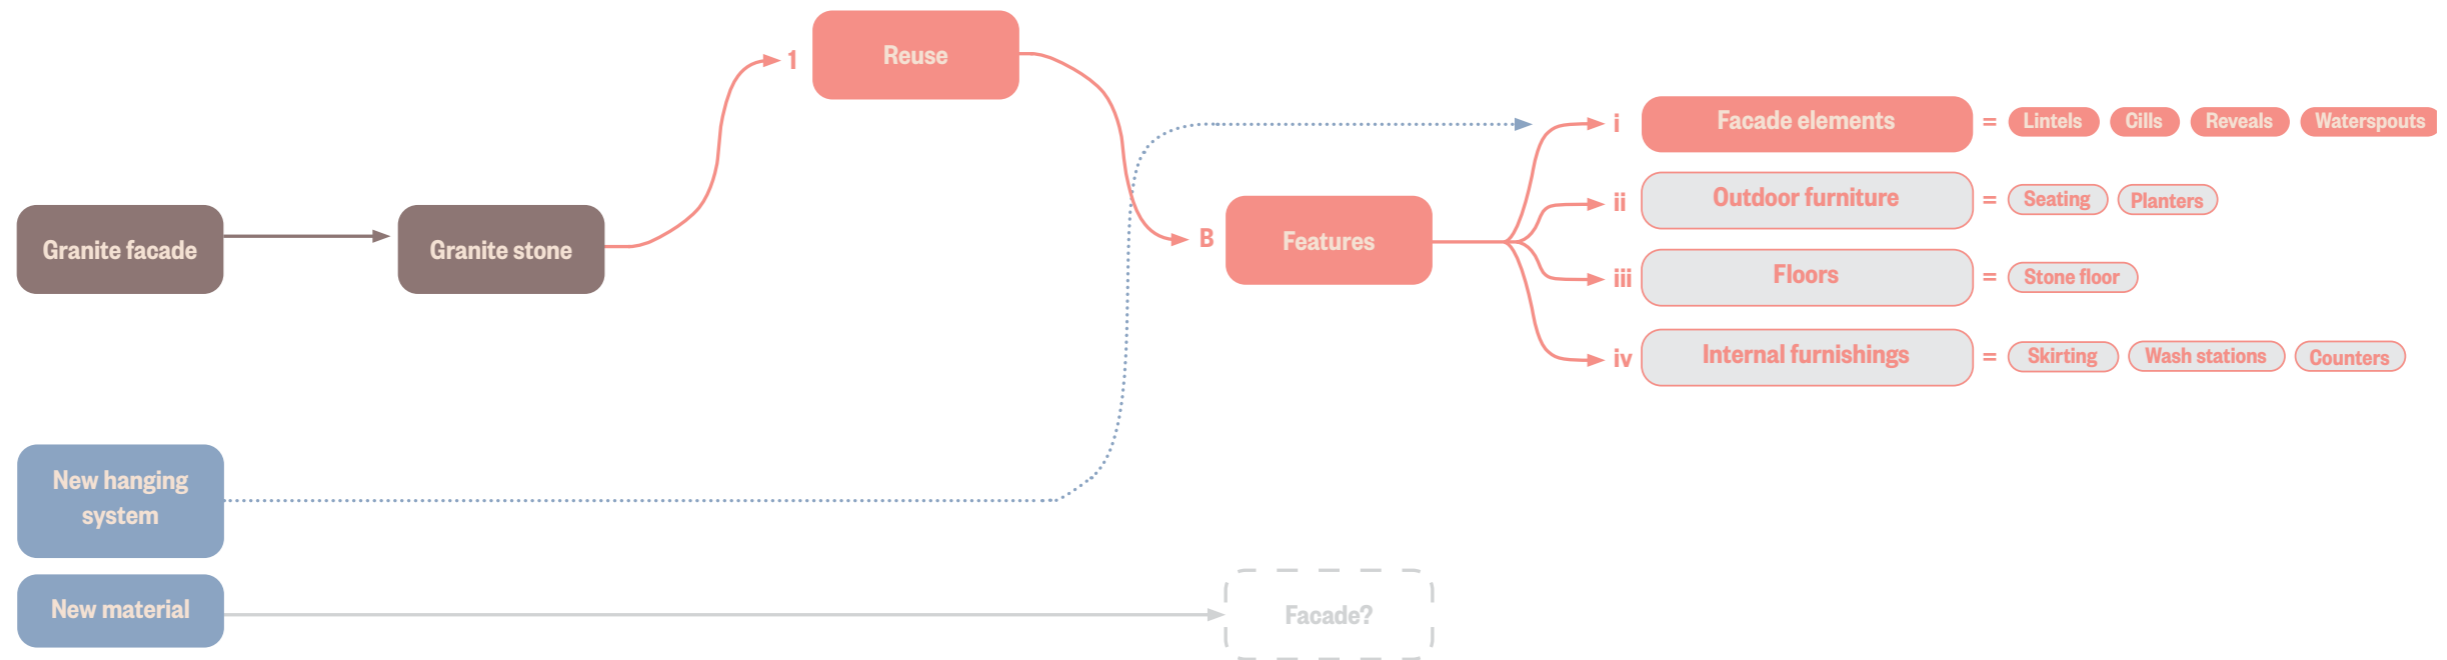 Granite facade
Granite stone
1
Reuse
B
Features
i
Facade elements
=
Lintels
Cills
Reveals
Waterspouts
ii
Outdoor furniture
=
Seating
Planters
iii
Floors
=
Stone floor
iv
Internal furnishings
=
Skirting
Wash stations
Counters
New hanging
system
New material
Facade?